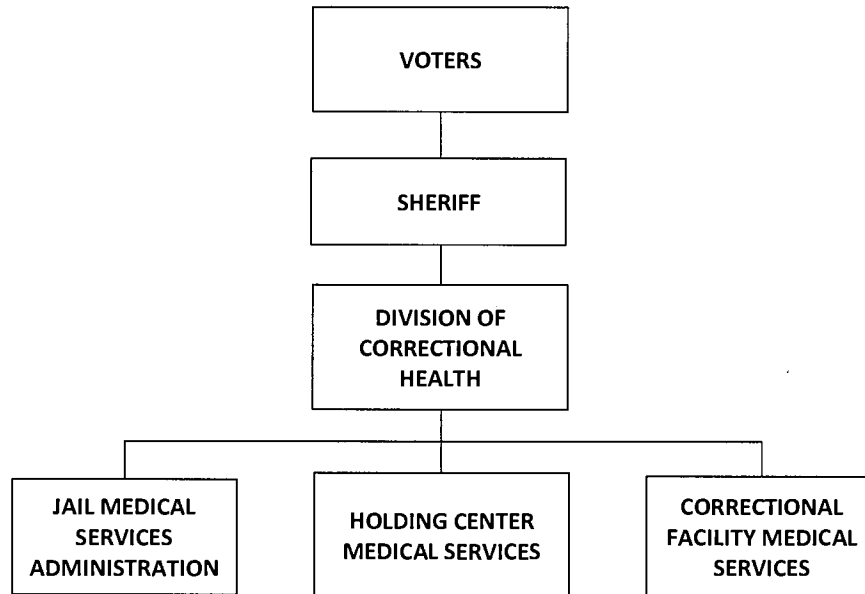 VOTERS
SHERIFF
DIVISION OF
CORRECTIONAL
HEALTH
JAIL MEDICAL
SERVICES
ADMINISTRATION
HOLDING CENTER
MEDICAL SERVICES
CORRECTIONAL
FACILITY MEDICAL
SERVICES